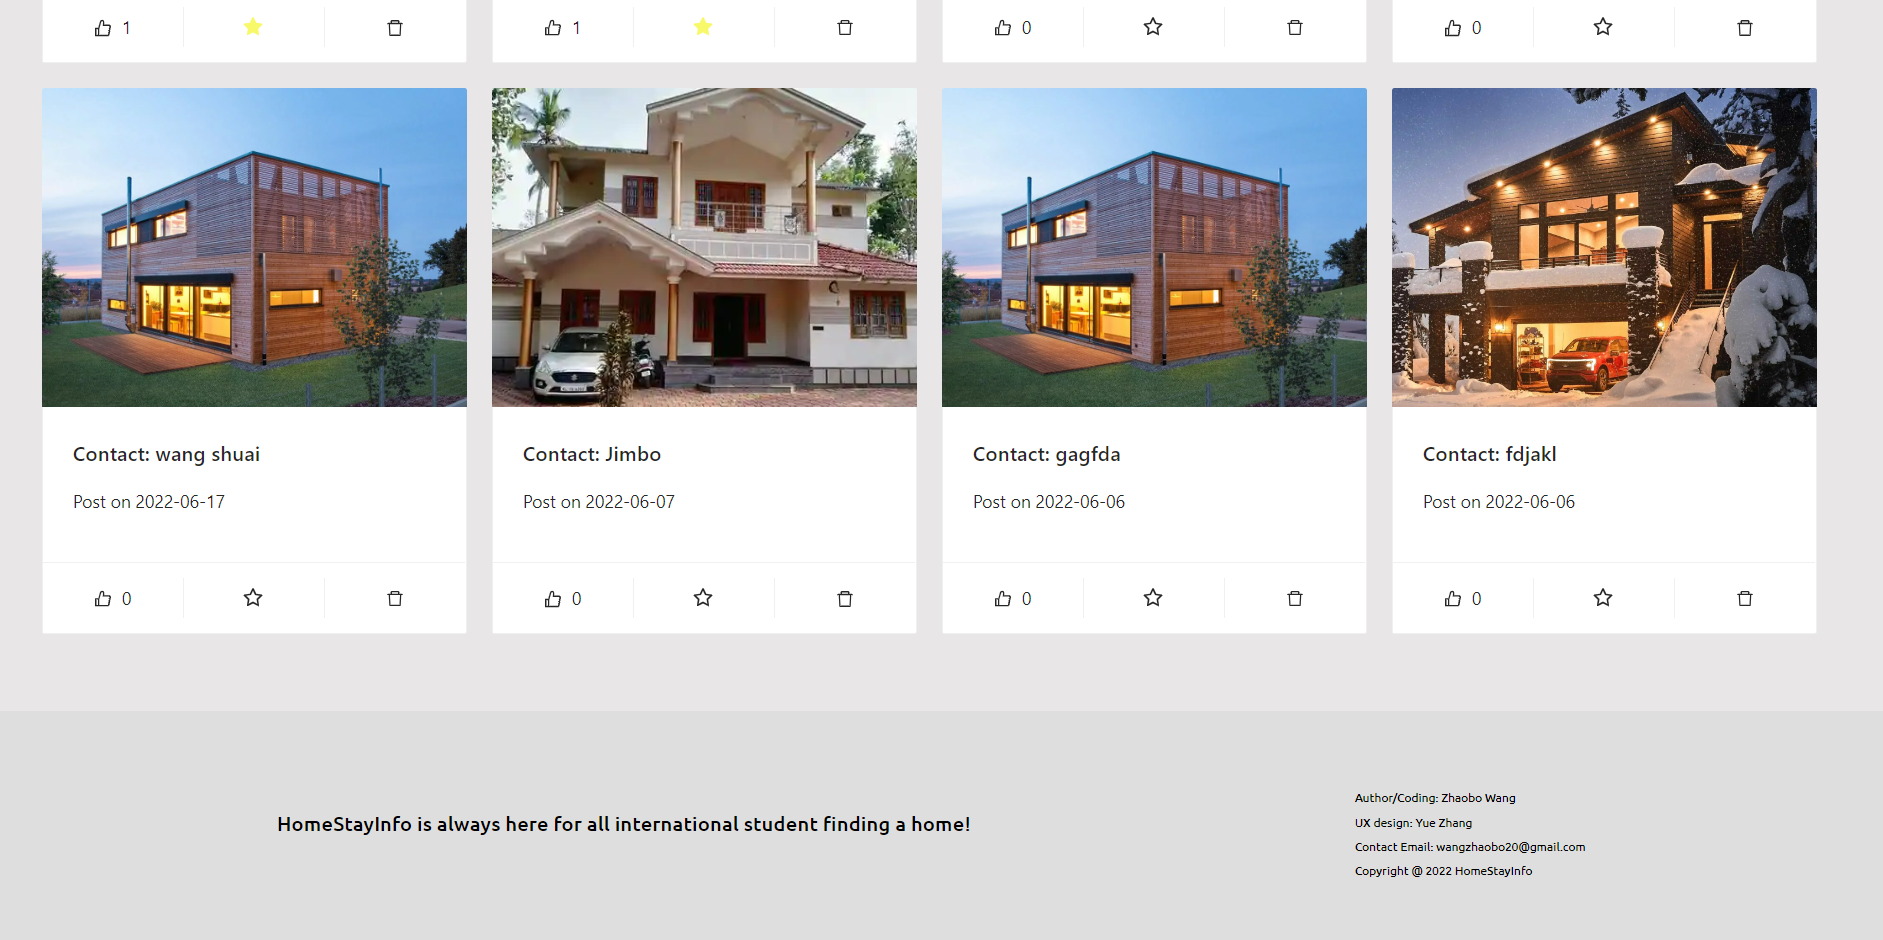 1
1
0
0
Contact: wang shuai
Post on 2022-06-17
0
Contact: Jimbo
Post on 2022-06-07
0
Contact: gagfda
Post on 2022-06-06
0
Contact: fdjakl
Post on 2022-06-06
0
HomeStayInfo is always here for all international student finding a home!
Author/Coding: Zhaobo Wang
UX design: Yue Zhang
Contact Email: wangzhaobo20@gmail.com
Copyright @ 2022 HomeStayInfo